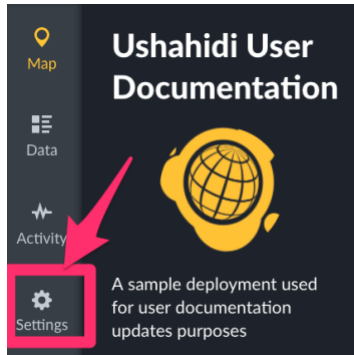 Map
Data
Activity
Settings
Ushahidi User
Documentation
A sample deployment used
for user documentation
updates purposes